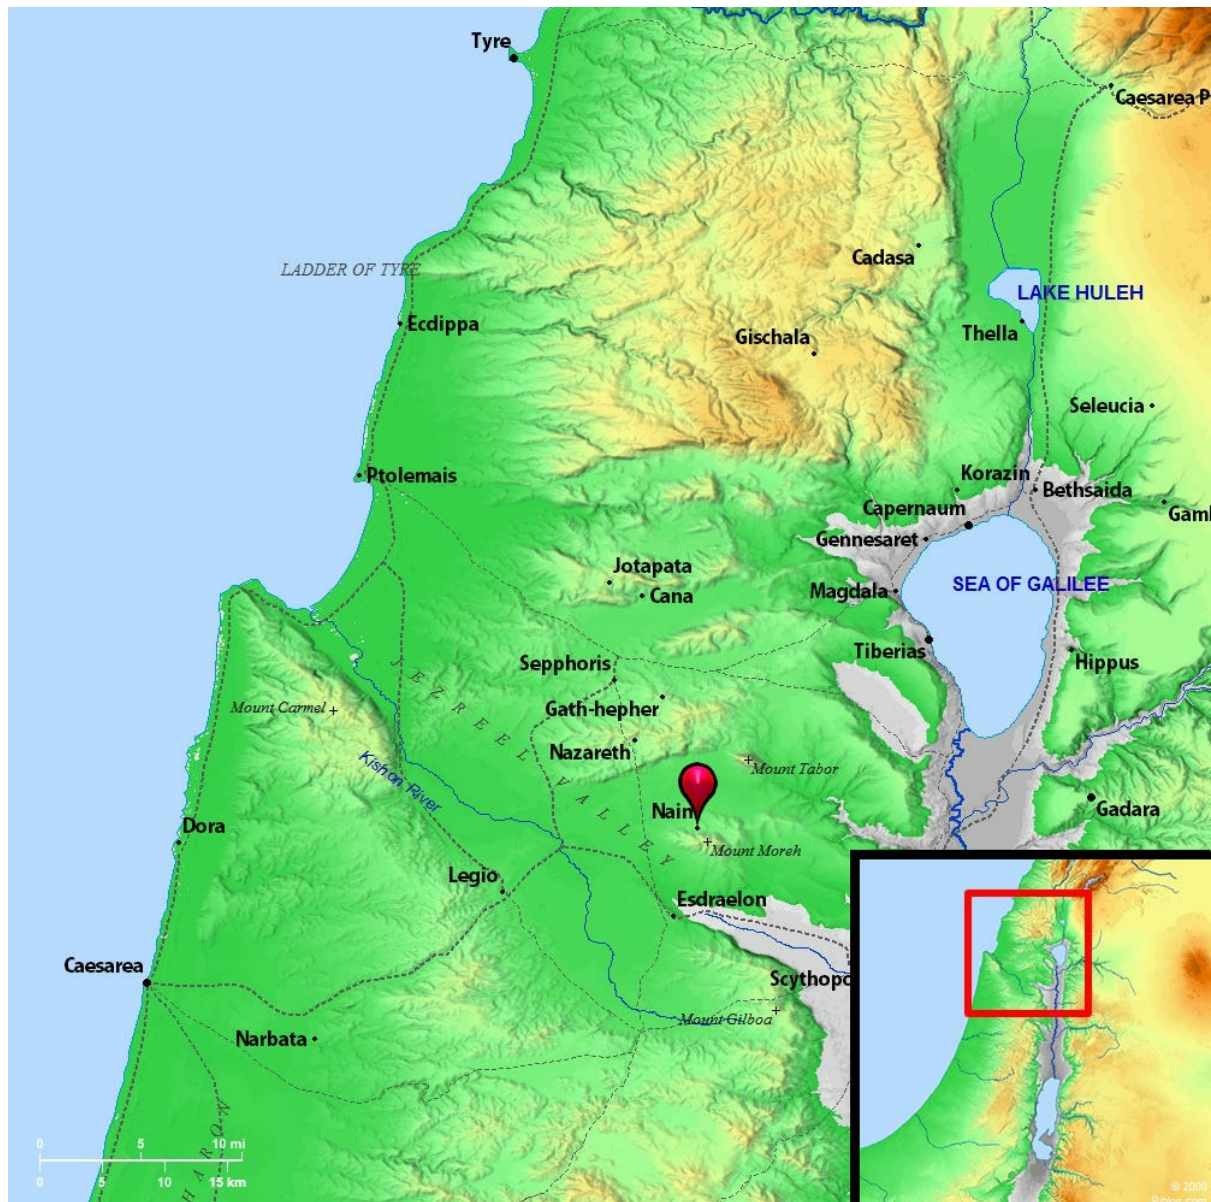 Tyre
Caesarea P
LADDER OF TYRE
Cadasa
LAKE HULEH
Ecdippa
Thella
Gischala
Seleucia
Ptolemais
Korazin
Bethsaida
Capernaum
Gaml
Gennesaret
Jotapata
Cana
Magdala
SEA OF GALILEE
Tiberias
Hippus
Sepphoris
JEZREEL VALLEY
Gath-hepher
Mount Carmel
Nazareth
Mount Tabor
Kishon River
Nain
Gadara
Dora
Mount Moreh
Legio
Esdraelon
Caesarea
Scythopo
Mount Gilboa
Narbata
SHARON
0 5 10 mi
0 5 10 15 km
© 2008